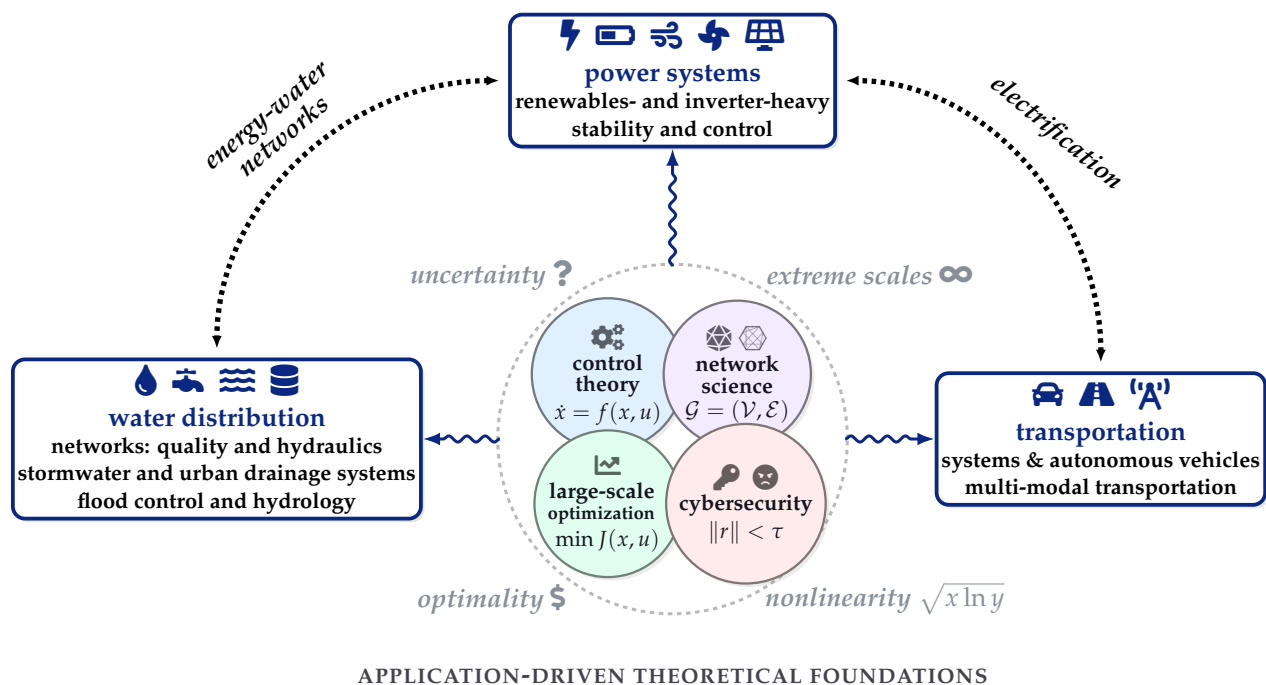 power systems
renewables- and inverter-heavy
stability and control
energy-water
networks
electrification
uncertainty ?
extreme scales ∞
control
theory
ẋ = f(x, u)
network
science
𝒢 = (𝒱, ℰ)
water distribution
networks: quality and hydraulics
stormwater and urban drainage systems
flood control and hydrology
transportation
systems & autonomous vehicles
multi-modal transportation
large-scale
optimization
min J(x, u)
cybersecurity
‖r‖ < τ
optimality $
nonlinearity √(x ln y)
APPLICATION-DRIVEN THEORETICAL FOUNDATIONS